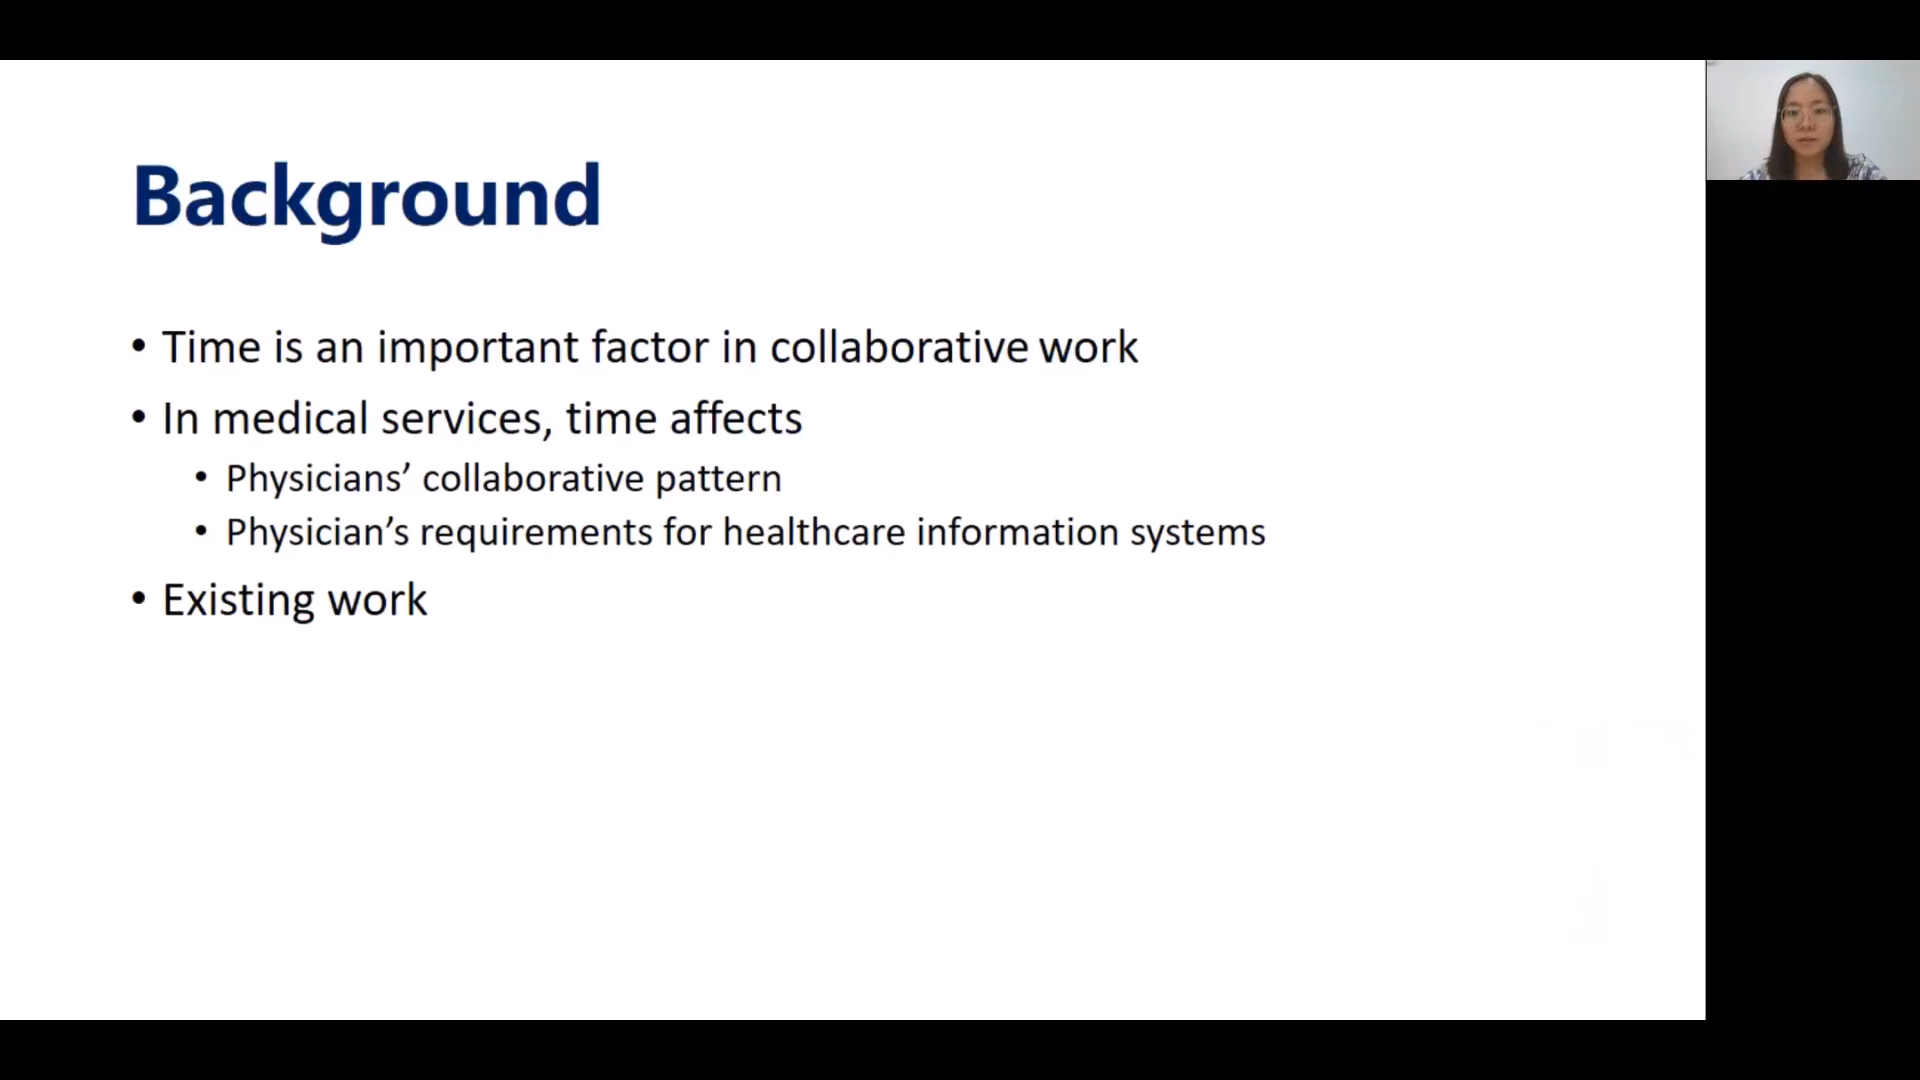 Background
• Time is an important factor in collaborative work
• In medical services, time affects
• Physicians’ collaborative pattern
• Physician’s requirements for healthcare information systems
• Existing work